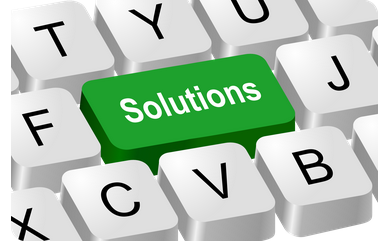 T Y U
Solutions J
F
X C V B